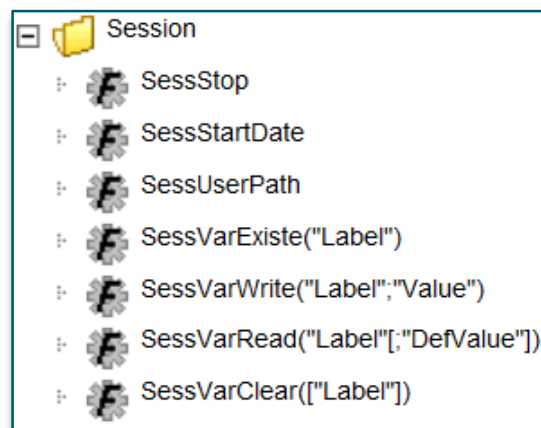 Session
SessStop
SessStartDate
SessUserPath
SessVarExiste("Label")
SessVarWrite("Label";"Value")
SessVarRead("Label"[;"DefValue"])
SessVarClear(["Label"])